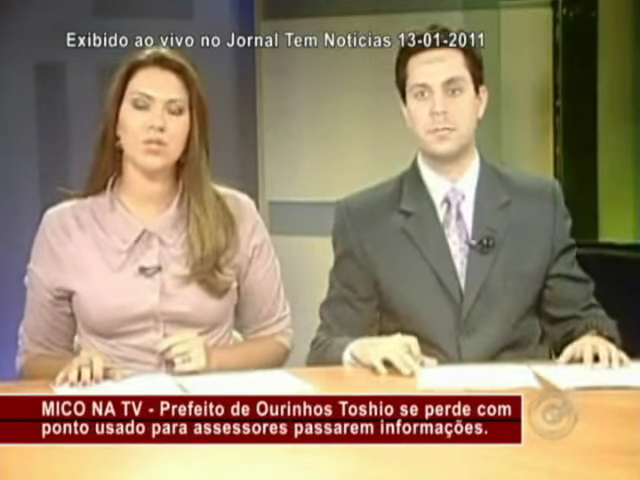 Exibido ao vivo no Jornal Tem Notícias 13-01-2011
MICO NA TV - Prefeito de Ourinhos Toshio se perde com
ponto usado para assessores passarem informações.